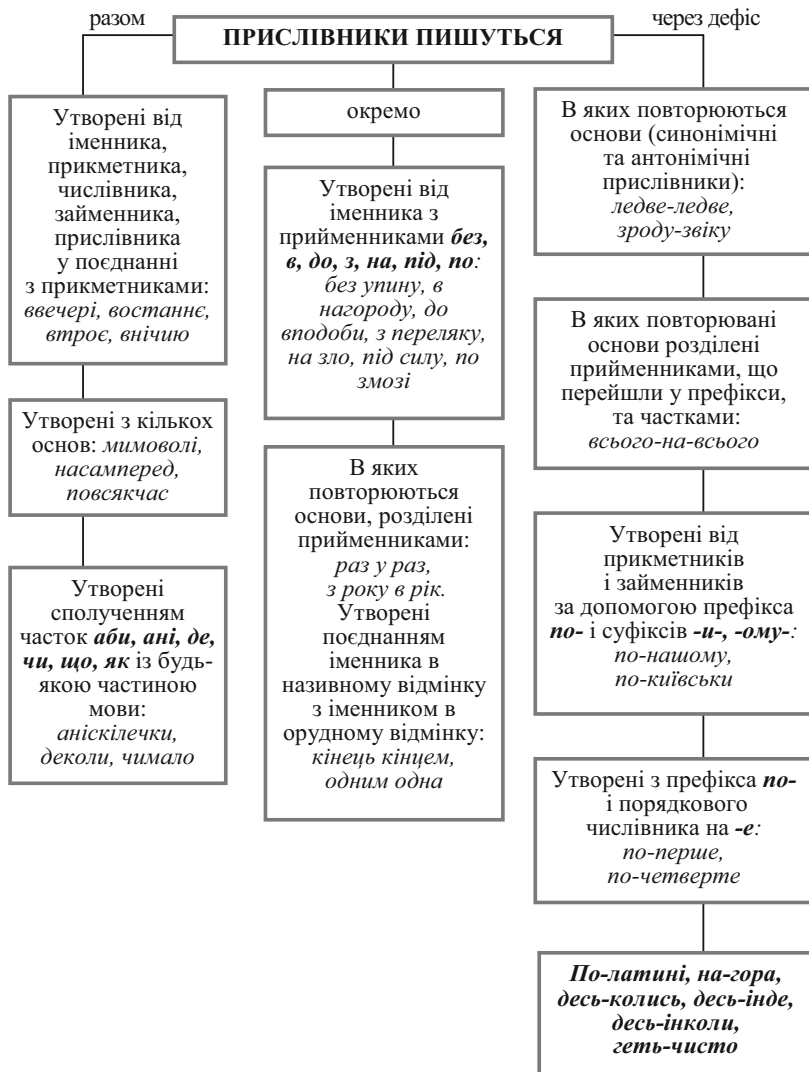 разом
ПРИСЛІВНИКИ ПИШУТЬСЯ
через дефіс
Утворені від
іменника,
прикметника,
числівника,
займенника,
прислівника
у поєднанні
з прикметниками:
ввечері, востаннє,
втроє, внічию
Утворені з кількох
основ: мимоволі,
насамперед,
повсякчас
Утворені
сполученням
часток аби, ані, де,
чи, що, як із будь-
якою частиною
мови:
аніскілечки,
деколи, чимало
окремо
Утворені від
іменника з
прийменниками без,
в, до, з, на, під, по:
без упину, в
нагороду, до
вподоби, з переляку,
на зло, під силу, по
змозі
В яких
повторюються
основи, розділені
прийменниками:
раз у раз,
з року в рік.
Утворені
поєднанням
іменника в
називному відмінку
з іменником в
орудному відмінку:
кінець кінцем,
одним одна
В яких повторюються
основи (синонімічні
та антонімічні
прислівники):
ледве-ледве,
зроду-звіку
В яких повторювані
основи розділені
прийменниками, що
перейшли у префікси,
та частками:
всього-на-всього
Утворені від
прикметників
і займенників
за допомогою префікса
по- і суфіксів -и-, -ому-:
по-нашому,
по-київськи
Утворені з префікса по-
і порядкового
числівника на -е:
по-перше,
по-четверте
По-латині, на-гора,
десь-колись, десь-інде,
десь-інколи,
геть-чисто